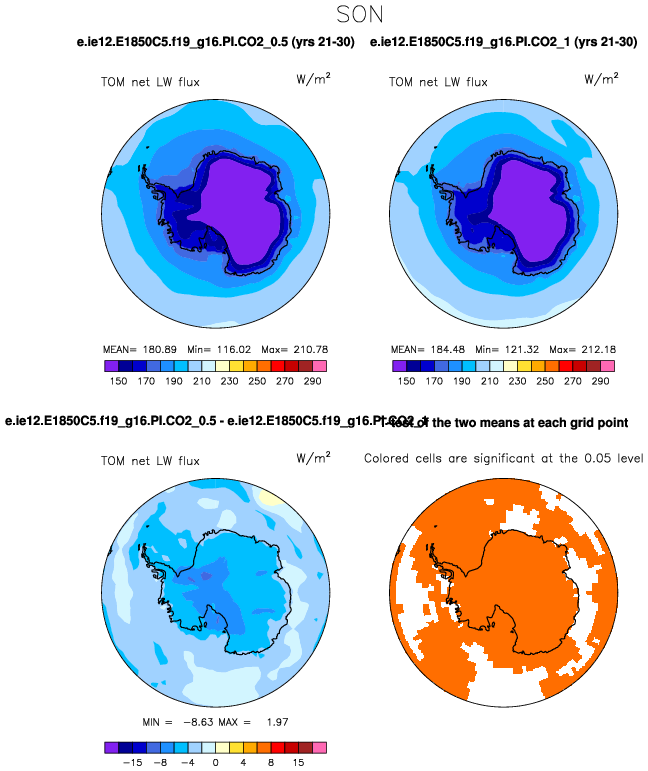 SON
e.ie12.E1850C5.f19_g16.PI.CO2_0.5 (yrs 21-30)
e.ie12.E1850C5.f19_g16.PI.CO2_1 (yrs 21-30)
TOM net LW flux W/m²
TOM net LW flux W/m²
MEAN= 180.89 Min= 116.02 Max= 210.78
MEAN= 184.48 Min= 121.32 Max= 212.18
150 170 190 210 230 250 270 290
150 170 190 210 230 250 270 290
e.ie12.E1850C5.f19_g16.PI.CO2_0.5 - e.ie12.E1850C5.f19_g16.PI.CO2_1
T-test of the two means at each grid point
TOM net LW flux W/m²
Colored cells are significant at the 0.05 level
MIN = -8.63 MAX = 1.97
-15 -8 -4 0 4 8 15